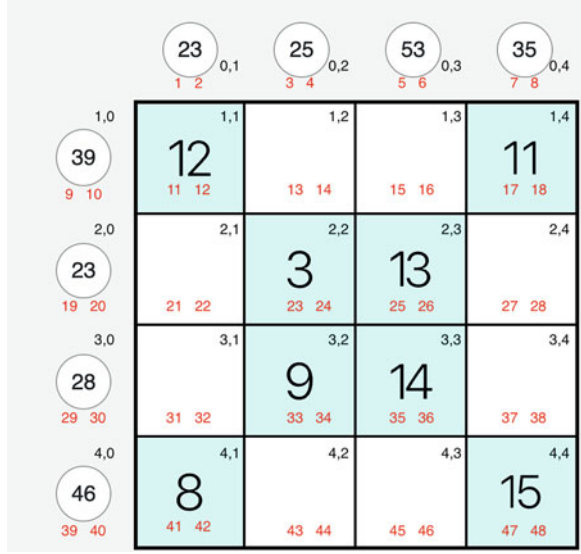 23 25 53 35
0,1 0,2 0,3 0,4
1 2 3 4 5 6 7 8
1,0 1,1 1,2 1,3 1,4
39 12 11
9 10 11 12 13 14 15 16 17 18
2,0 2,1 2,2 2,3 2,4
23 3 13
19 20 21 22 23 24 25 26 27 28
3,0 3,1 3,2 3,3 3,4
28 9 14
29 30 31 32 33 34 35 36 37 38
4,0 4,1 4,2 4,3 4,4
46 8 15
39 40 41 42 43 44 45 46 47 48